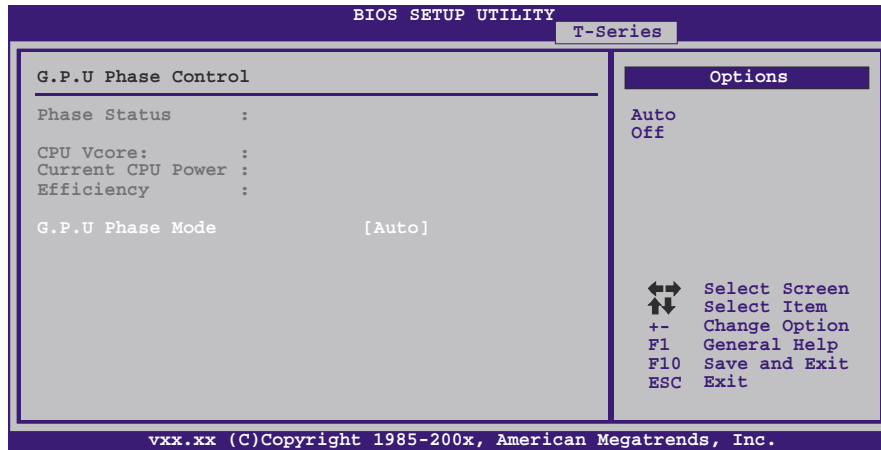 BIOS SETUP UTILITY
T-Series
G.P.U Phase Control
Phase Status :
CPU Vcore: :
Current CPU Power :
Efficiency :
G.P.U Phase Mode [Auto]
Options
Auto
Off
Select Screen
Select Item
+- Change Option
F1 General Help
F10 Save and Exit
ESC Exit
vxx.xx (C)Copyright 1985-200x, American Megatrends, Inc.